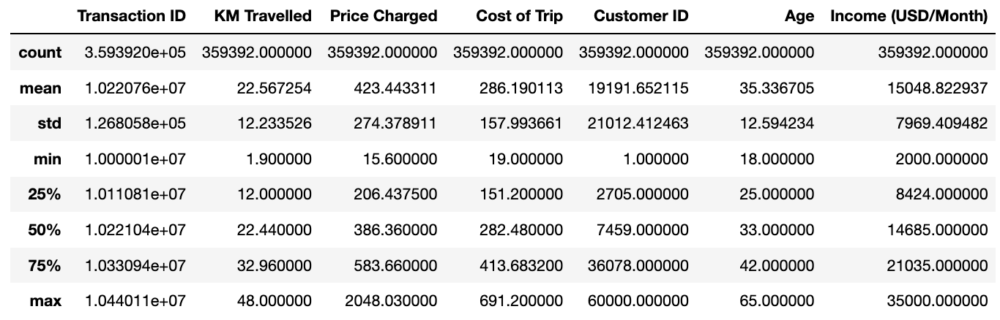 Transaction ID KM Travelled Price Charged Cost of Trip Customer ID Age Income (USD/Month)
count 3.593920e+05 359392.000000 359392.000000 359392.000000 359392.000000 359392.000000 359392.000000
mean 1.022076e+07 22.567254 423.443311 286.190113 19191.652115 35.336705 15048.822937
std 1.268058e+05 12.233526 274.378911 157.993661 21012.412463 12.594234 7969.409482
min 1.000001e+07 1.900000 15.600000 19.000000 1.000000 18.000000 2000.000000
25% 1.011081e+07 12.000000 206.437500 151.200000 2705.000000 25.000000 8424.000000
50% 1.022104e+07 22.440000 386.360000 282.480000 7459.000000 33.000000 14685.000000
75% 1.033094e+07 32.960000 583.660000 413.683200 36078.000000 42.000000 21035.000000
max 1.044011e+07 48.000000 2048.030000 691.200000 60000.000000 65.000000 35000.000000